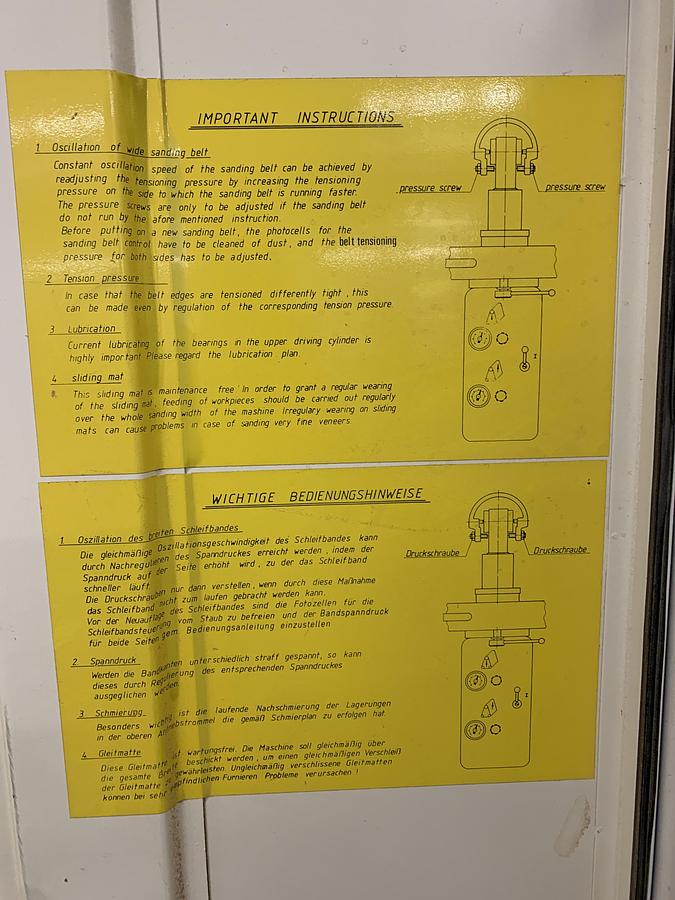 IMPORTANT INSTRUCTIONS
1 Oscillation of wide sanding belt
Constant oscillation speed of the sanding belt can be achieved by
readjusting the tensioning pressure by increasing the tensioning
pressure on the side to which the sanding belt is running faster.
The pressure screws are only to be adjusted if the sanding belt
do not run by the afore mentioned instruction.
Before putting on a new sanding belt, the photocells for the
sanding belt control have to be cleaned of dust, and the belt tensioning
pressure for both sides has to be adjusted.
pressure screw
pressure screw
2 Tension pressure
In case that the belt edges are tensioned differently tight, this
can be made even by regulation of the corresponding tension pressure.
3 Lubrication
Current lubricating of the bearings in the upper driving cylinder is
highly important. Please regard the lubrication plan.
4 sliding mat
This sliding mat is maintenance free! In order to grant a regular wearing
of the sliding mat, feeding of workpieces should be carried out regularly
over the whole sanding width of the machine. Irregulary wearing on sliding
mats can cause problems in case of sanding very fine veneers.
I
WICHTIGE BEDIENUNGSHINWEISE
1 Oszillation des breiten Schleifbandes
Die gleichmäßige Oszillationsgeschwindigkeit des Schleifbandes kann
durch Nachregulieren des Spanndruckes erreicht werden, indem der
Spanndruck auf der Seite erhöht wird, zu der das Schleifband
schneller läuft.
Die Druckschrauben nur dann verstellen, wenn durch diese Maßnahme
das Schleifband nicht zum laufen gebracht werden kann.
Vor der Neuauflage des Schleifbandes sind die Fotozellen für die
Schleifbandsteuerung vom Staub zu befreien und der Bandspanndruck
für beide Seiten gem. Bedienungsanleitung einzustellen
Druckschraube
Druckschraube
2 Spanndruck
Werden die Bandkanten unterschiedlich straff gespannt, so kann
dieses durch Regulierung des entsprechenden Spanndruckes
ausgeglichen werden.
3 Schmierung
Besonders wichtig ist die laufende Nachschmierung der Lagerungen
in der oberen Antriebstrommel die gemäß Schmierplan zu erfolgen hat.
4 Gleitmatte
Diese Gleitmatte ist wartungsfrei. Die Maschine soll gleichmäßig über
die gesamte Breite beschickt werden, um einen gleichmäßigen Verschleiß
der Gleitmatte zu gewährleisten. Ungleichmäßig verschlissene Gleitmatten
können bei sehr empfindlichen Furnieren Probleme verursachen!
I